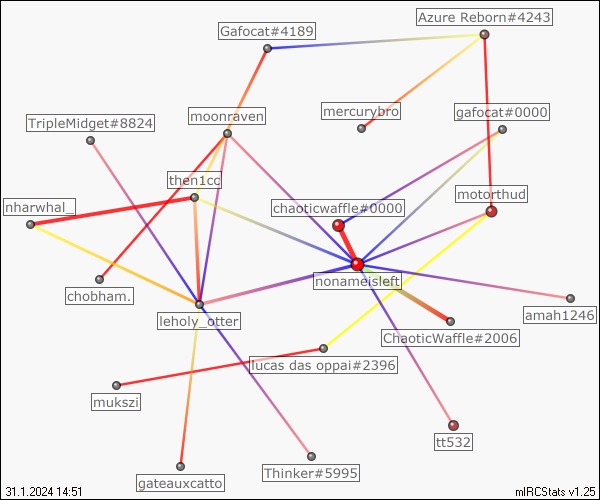 Azure Reborn#4243
Gafocat#4189
mercurybro
gafocat#0000
moonraven
TripleMidget#8824
then1cc
motorthud
nharwhal_
chaoticwaffle#0000
nonameisleft
chobham.
amah1246
leholy_otter
ChaoticWaffle#2006
lucas das oppai#2396
mukszi
tt532
Thinker#5995
gateauxcatto
31.1.2024 14:51
mIRCStats v1.25